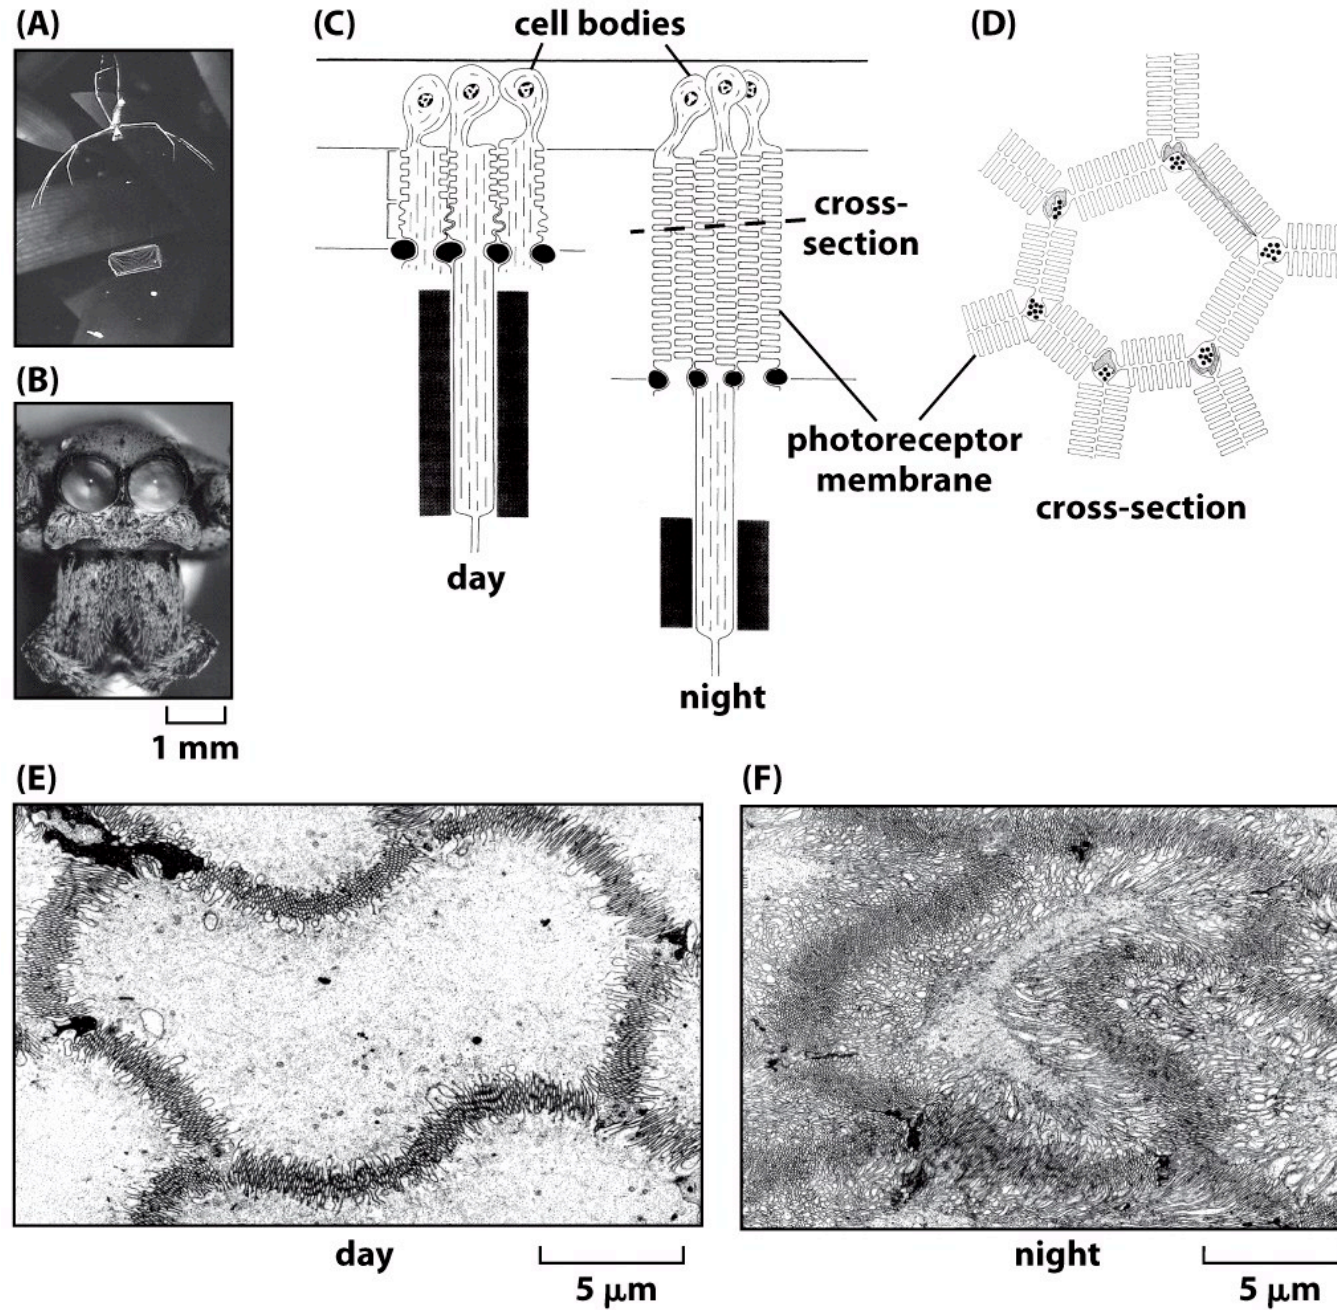 (A)
(C)
cell bodies
(D)
cross-
section
(B)
photoreceptor
membrane
cross-section
day
night
1 mm
(E)
(F)
day
5 μm
night
5 μm